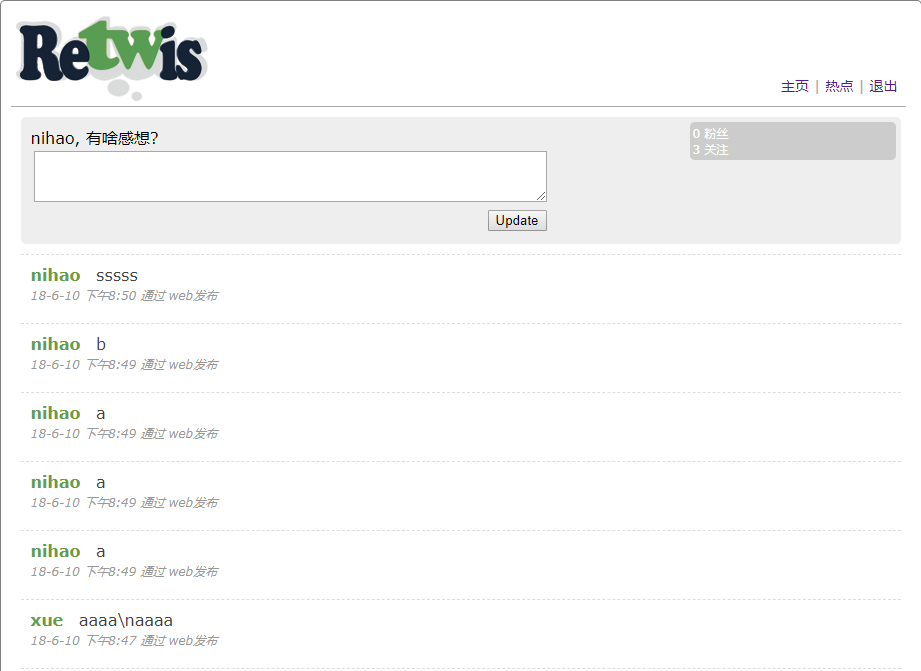 Retwis
主页 | 热点 | 退出
nihao, 有啥感想?
0 粉丝
3 关注
Update
nihao sssss
18-6-10 下午8:50 通过 web发布
nihao b
18-6-10 下午8:49 通过 web发布
nihao a
18-6-10 下午8:49 通过 web发布
nihao a
18-6-10 下午8:49 通过 web发布
nihao a
18-6-10 下午8:49 通过 web发布
xue aaaa\naaaa
18-6-10 下午8:47 通过 web发布